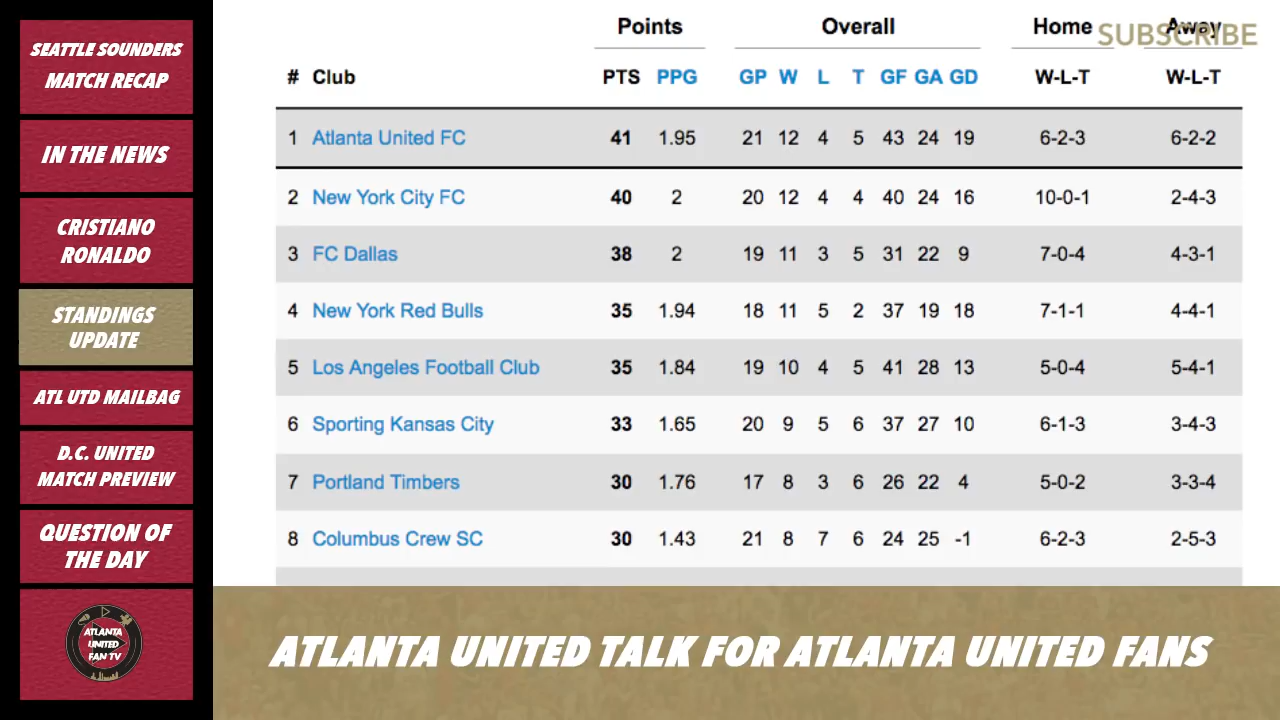 SEATTLE SOUNDERS
MATCH RECAP
IN THE NEWS
CRISTIANO
RONALDO
STANDINGS
UPDATE
ATL UTD MAILBAG
D.C. UNITED
MATCH PREVIEW
QUESTION OF
THE DAY
ATLANTA
UNITED
FAN TV
Points Overall Home Away
SUBSCRIBE
# Club PTS PPG GP W L T GF GA GD W-L-T W-L-T
1 Atlanta United FC 41 1.95 21 12 4 5 43 24 19 6-2-3 6-2-2
2 New York City FC 40 2 20 12 4 4 40 24 16 10-0-1 2-4-3
3 FC Dallas 38 2 19 11 3 5 31 22 9 7-0-4 4-3-1
4 New York Red Bulls 35 1.94 18 11 5 2 37 19 18 7-1-1 4-4-1
5 Los Angeles Football Club 35 1.84 19 10 4 5 41 28 13 5-0-4 5-4-1
6 Sporting Kansas City 33 1.65 20 9 5 6 37 27 10 6-1-3 3-4-3
7 Portland Timbers 30 1.76 17 8 3 6 26 22 4 5-0-2 3-3-4
8 Columbus Crew SC 30 1.43 21 8 7 6 24 25 -1 6-2-3 2-5-3
ATLANTA UNITED TALK FOR ATLANTA UNITED FANS